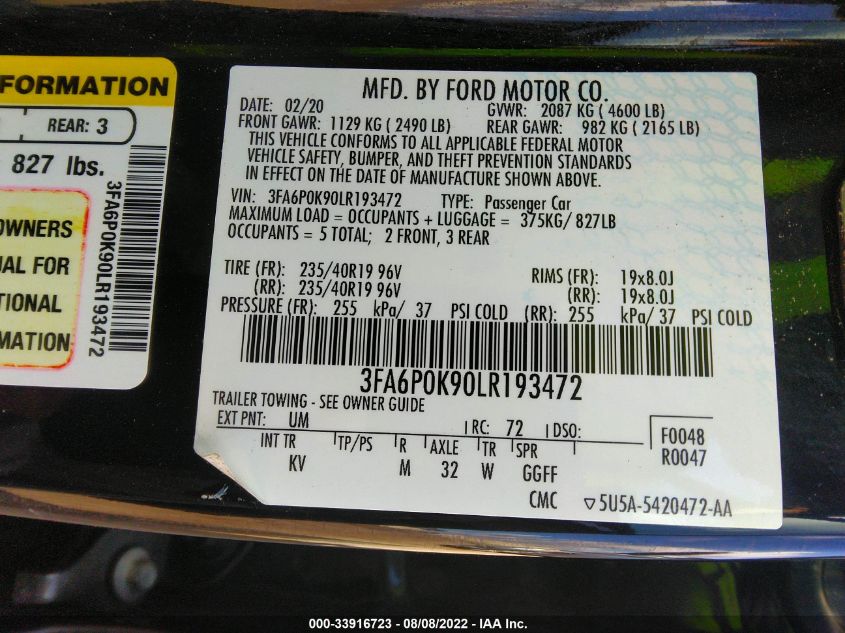 FORMATION
REAR: 3
827 lbs.
OWNERS
AL FOR
TIONAL
MATION
3FA6P0K90LR193472
MFD. BY FORD MOTOR CO.
DATE: 02/20 GVWR: 2087 KG ( 4600 LB)
FRONT GAWR: 1129 KG ( 2490 LB) REAR GAWR: 982 KG ( 2165 LB)
THIS VEHICLE CONFORMS TO ALL APPLICABLE FEDERAL MOTOR
VEHICLE SAFETY, BUMPER, AND THEFT PREVENTION STANDARDS
IN EFFECT ON THE DATE OF MANUFACTURE SHOWN ABOVE.
VIN: 3FA6P0K90LR193472 TYPE: Passenger Car
MAXIMUM LOAD = OCCUPANTS + LUGGAGE = 375KG/ 827LB
OCCUPANTS = 5 TOTAL; 2 FRONT, 3 REAR
TIRE (FR): 235/40R19 96V RIMS (FR): 19x8.0J
(RR): 235/40R19 96V (RR): 19x8.0J
PRESSURE (FR): 255 kPa/ 37 PSI COLD (RR): 255 kPa/ 37 PSI COLD
3FA6P0K90LR193472
TRAILER TOWING - SEE OWNER GUIDE
EXT PNT: UM RC: 72 DSO: F0048
INT TR TP/PS R AXLE TR SPR R0047
KV M 32 W GGFF
CMC ▽5U5A-5420472-AA
000-33916723 - 08/08/2022 - IAA Inc.